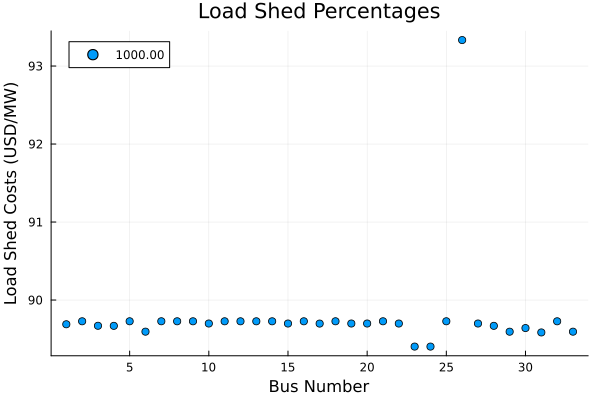 Load Shed Percentages
1000.00
93
92
91
90
Load Shed Costs (USD/MW)
5 10 15 20 25 30
Bus Number